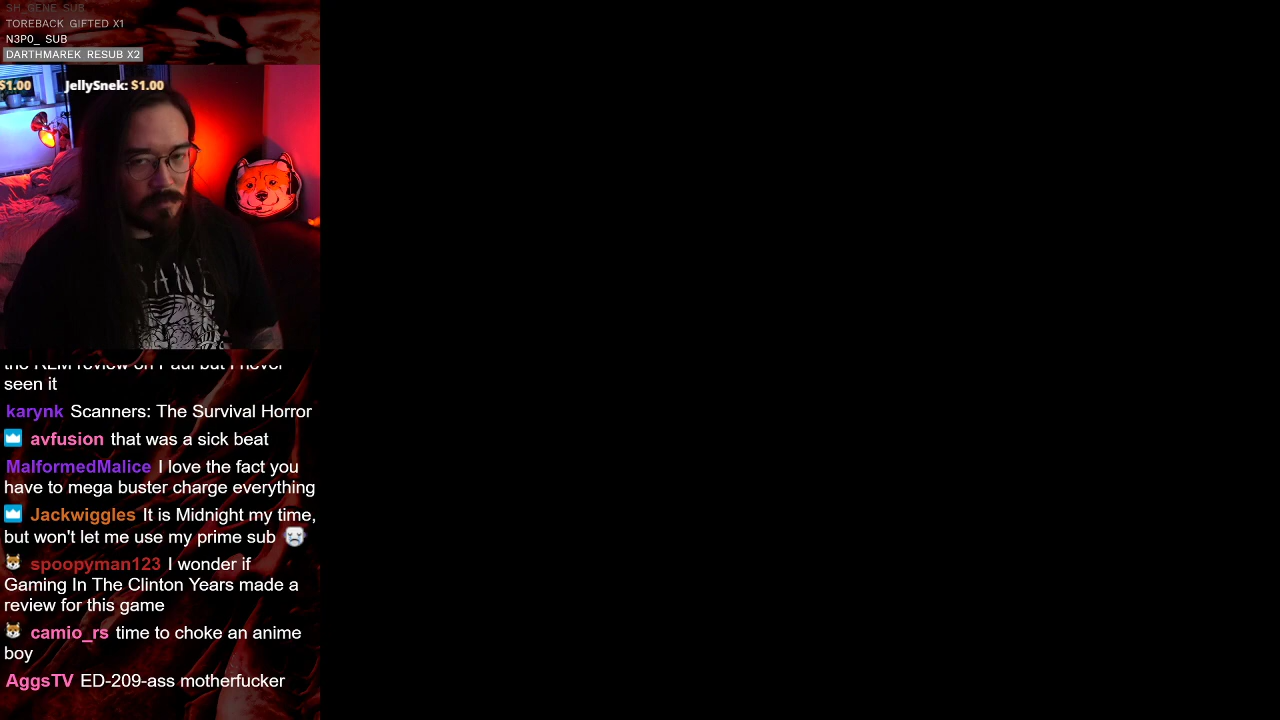 SH_GENE SUB
TOREBACK GIFTED X1
N3P0_ SUB
DARTHMAREK RESUB X2
$1.00 JellySnek: $1.00
seen it
karynk Scanners: The Survival Horror
avfusion that was a sick beat
MalformedMalice I love the fact you
have to mega buster charge everything
Jackwiggles It is Midnight my time,
but won't let me use my prime sub
spoopyman123 I wonder if
Gaming In The Clinton Years made a
review for this game
camio_rs time to choke an anime
boy
AggsTV ED-209-ass motherfucker